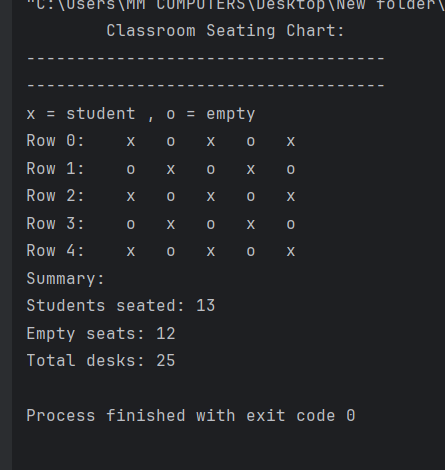 "C:\Users\MM COMPUTERS\Desktop\New folder\
Classroom Seating Chart:
------------------------------------
------------------------------------
x = student , o = empty
Row 0: x o x o x
Row 1: o x o x o
Row 2: x o x o x
Row 3: o x o x o
Row 4: x o x o x
Summary:
Students seated: 13
Empty seats: 12
Total desks: 25
Process finished with exit code 0